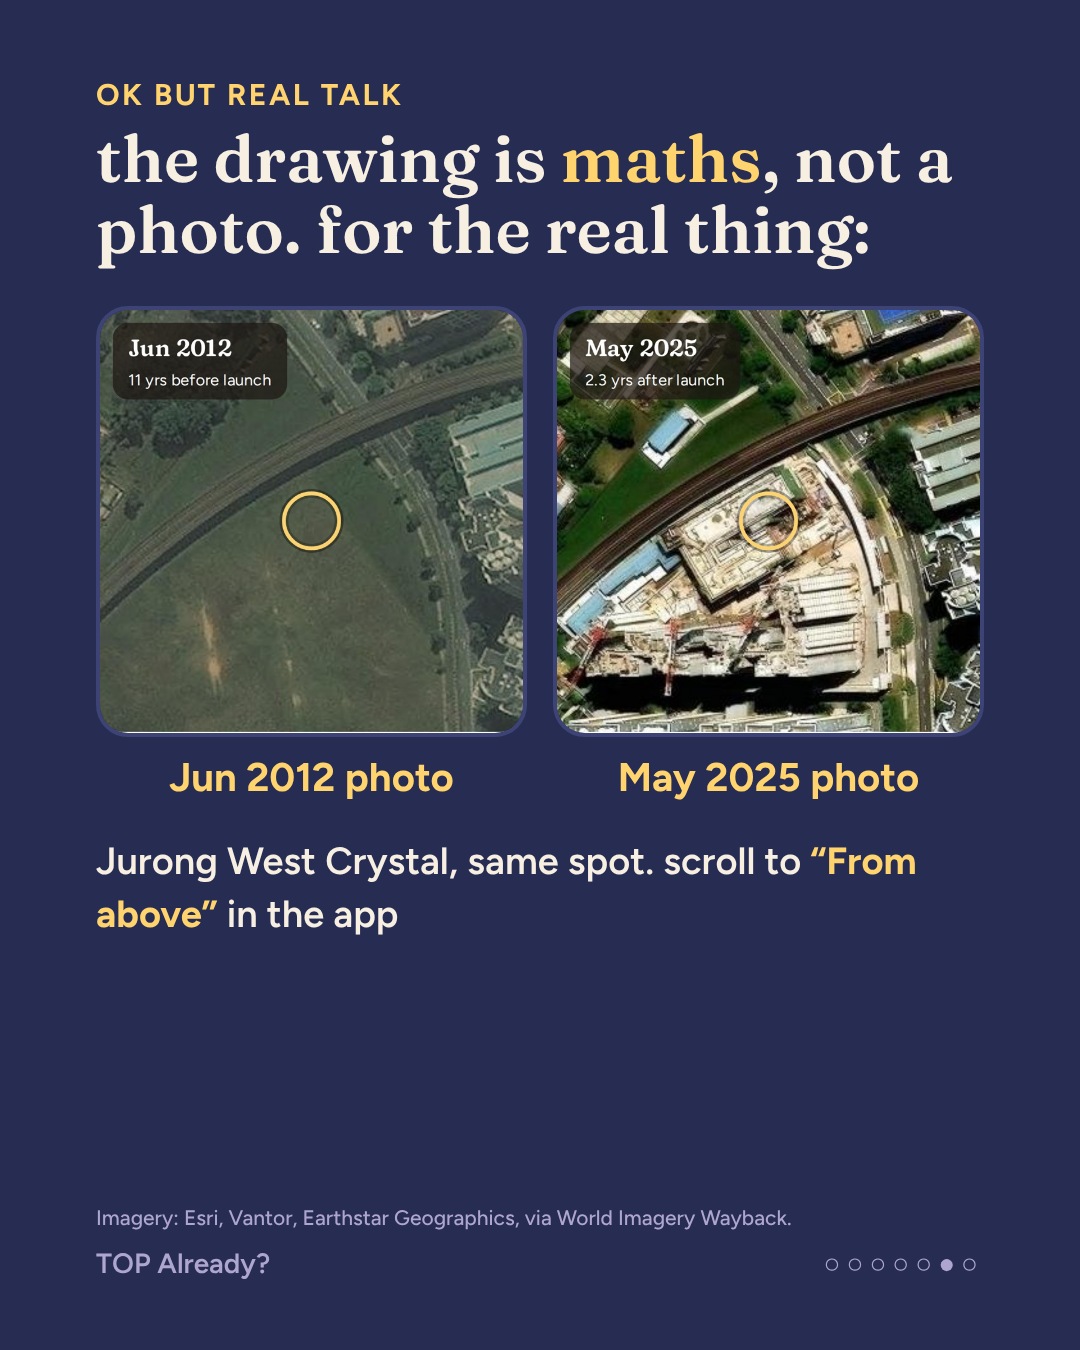 OK BUT REAL TALK
the drawing is maths, not a
photo. for the real thing:
Jun 2012
11 yrs before launch
May 2025
2.3 yrs after launch
Jun 2012 photo
May 2025 photo
Jurong West Crystal, same spot. scroll to “From
above” in the app
Imagery: Esri, Vantor, Earthstar Geographics, via World Imagery Wayback.
TOP Already?